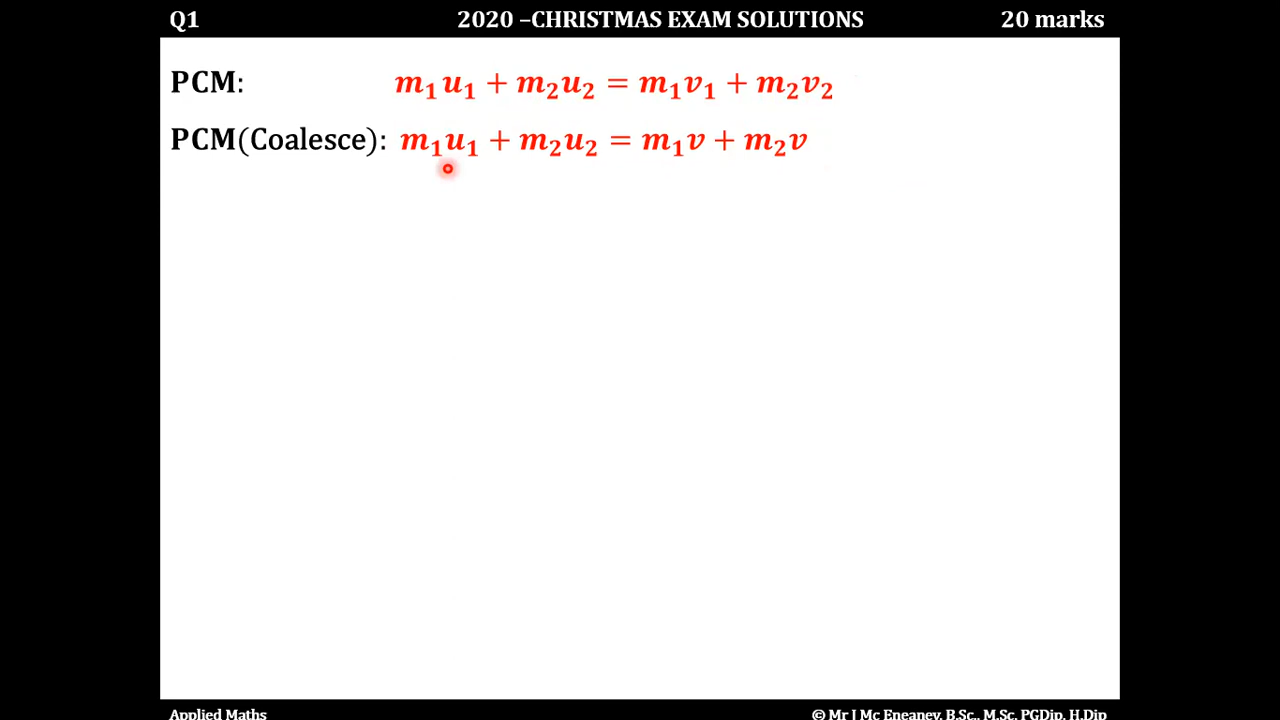 Q1 2020 –CHRISTMAS EXAM SOLUTIONS 20 marks
PCM: m₁u₁ + m₂u₂ = m₁v₁ + m₂v₂
PCM(Coalesce): m₁u₁ + m₂u₂ = m₁v + m₂v
Applied Maths © Mr J Mc Eneaney, B.Sc., M.Sc, PGDip, H.Dip